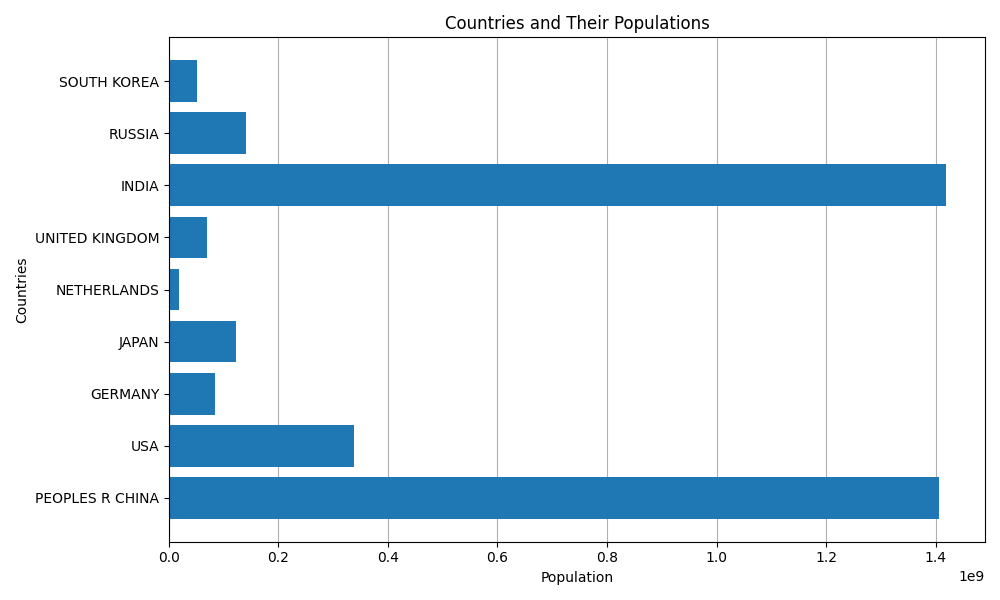 Countries and Their Populations
SOUTH KOREA
RUSSIA
INDIA
UNITED KINGDOM
NETHERLANDS
JAPAN
GERMANY
USA
PEOPLES R CHINA
Countries
0.0 0.2 0.4 0.6 0.8 1.0 1.2 1.4
1e9
Population